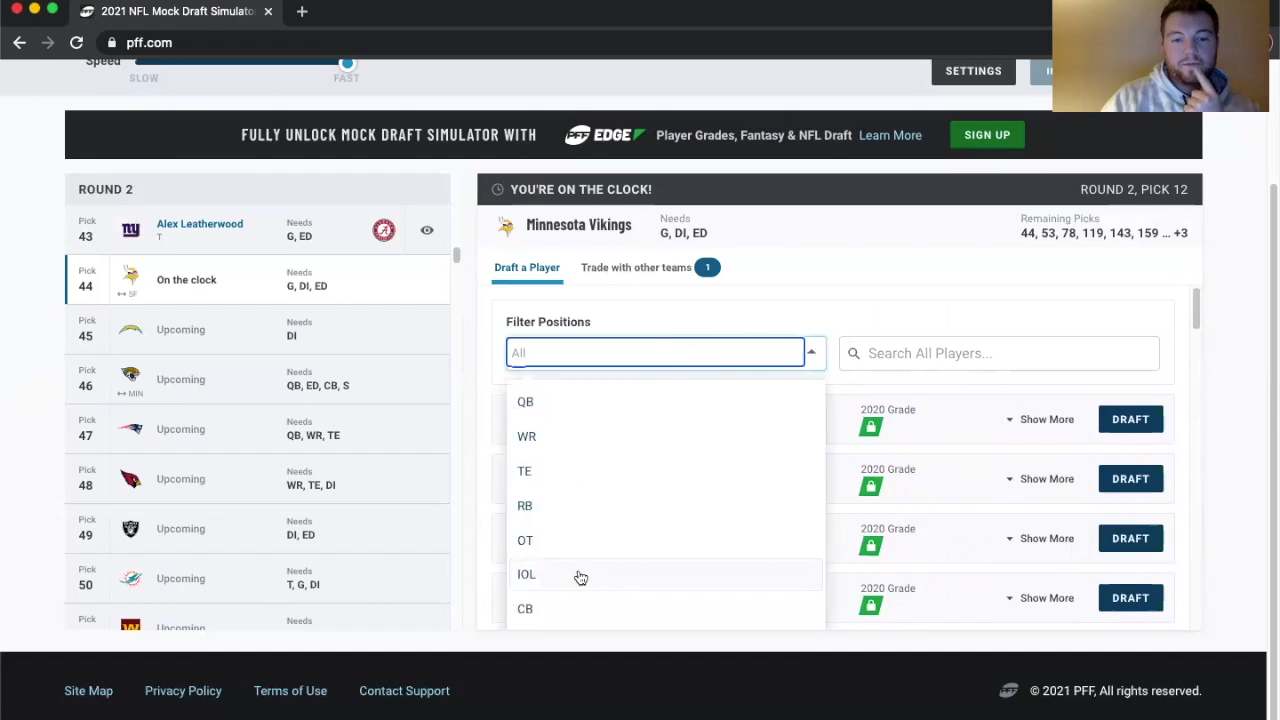 2021 NFL Mock Draft Simulato
pff.com
Speed
SLOW
FAST
SETTINGS
FULLY UNLOCK MOCK DRAFT SIMULATOR WITH
PFF EDGE
Player Grades, Fantasy & NFL Draft Learn More
SIGN UP
ROUND 2
Pick 43
Alex Leatherwood
T
Needs
G, ED
Pick 44
SF
On the clock
Needs
G, DI, ED
Pick 45
Upcoming
Needs
DI
Pick 46
MIN
Upcoming
Needs
QB, ED, CB, S
Pick 47
Upcoming
Needs
QB, WR, TE
Pick 48
Upcoming
Needs
WR, TE, DI
Pick 49
Upcoming
Needs
DI, ED
Pick 50
Upcoming
Needs
T, G, DI
Pick
Upcoming
Needs
YOU'RE ON THE CLOCK!
ROUND 2, PICK 12
Minnesota Vikings
Needs
G, DI, ED
Remaining Picks
44, 53, 78, 119, 143, 159 ... +3
Draft a Player
Trade with other teams 1
Filter Positions
All
Search All Players...
QB
WR
TE
RB
OT
IOL
CB
2020 Grade
Show More
DRAFT
2020 Grade
Show More
DRAFT
2020 Grade
Show More
DRAFT
2020 Grade
Show More
DRAFT
Site Map
Privacy Policy
Terms of Use
Contact Support
PFF
© 2021 PFF, All rights reserved.